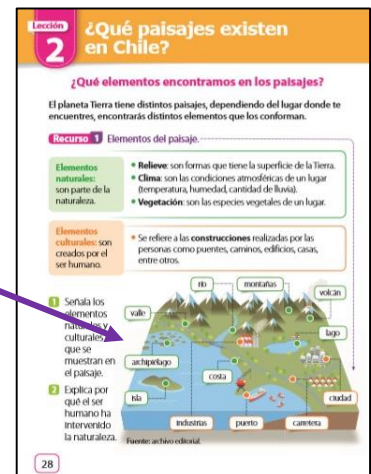 Lección
2
¿Qué paisajes existen
en Chile?
¿Qué elementos encontramos en los paisajes?
El planeta Tierra tiene distintos paisajes, dependiendo del lugar donde te
encuentres, encontrarás distintos elementos que los conforman.
Recurso 1 Elementos del paisaje.
Elementos
naturales:
son parte de la
naturaleza.
• Relieve: son formas que tiene la superficie de la Tierra.
• Clima: son las condiciones atmosféricas de un lugar
(temperatura, humedad, cantidad de lluvia).
• Vegetación: son las especies vegetales de un lugar.
Elementos
culturales: son
creados por el
ser humano.
• Se refiere a las construcciones realizadas por las
personas como puentes, caminos, edificios, casas,
entre otros.
1 Señala los
elementos
naturales y
culturales
que se
muestran en
el paisaje.
2 Explica por
qué el ser
humano ha
intervenido
la naturaleza.
río
montañas
volcán
valle
lago
archipiélago
costa
isla
ciudad
industrias
puerto
carretera
Fuente: archivo editorial.
28